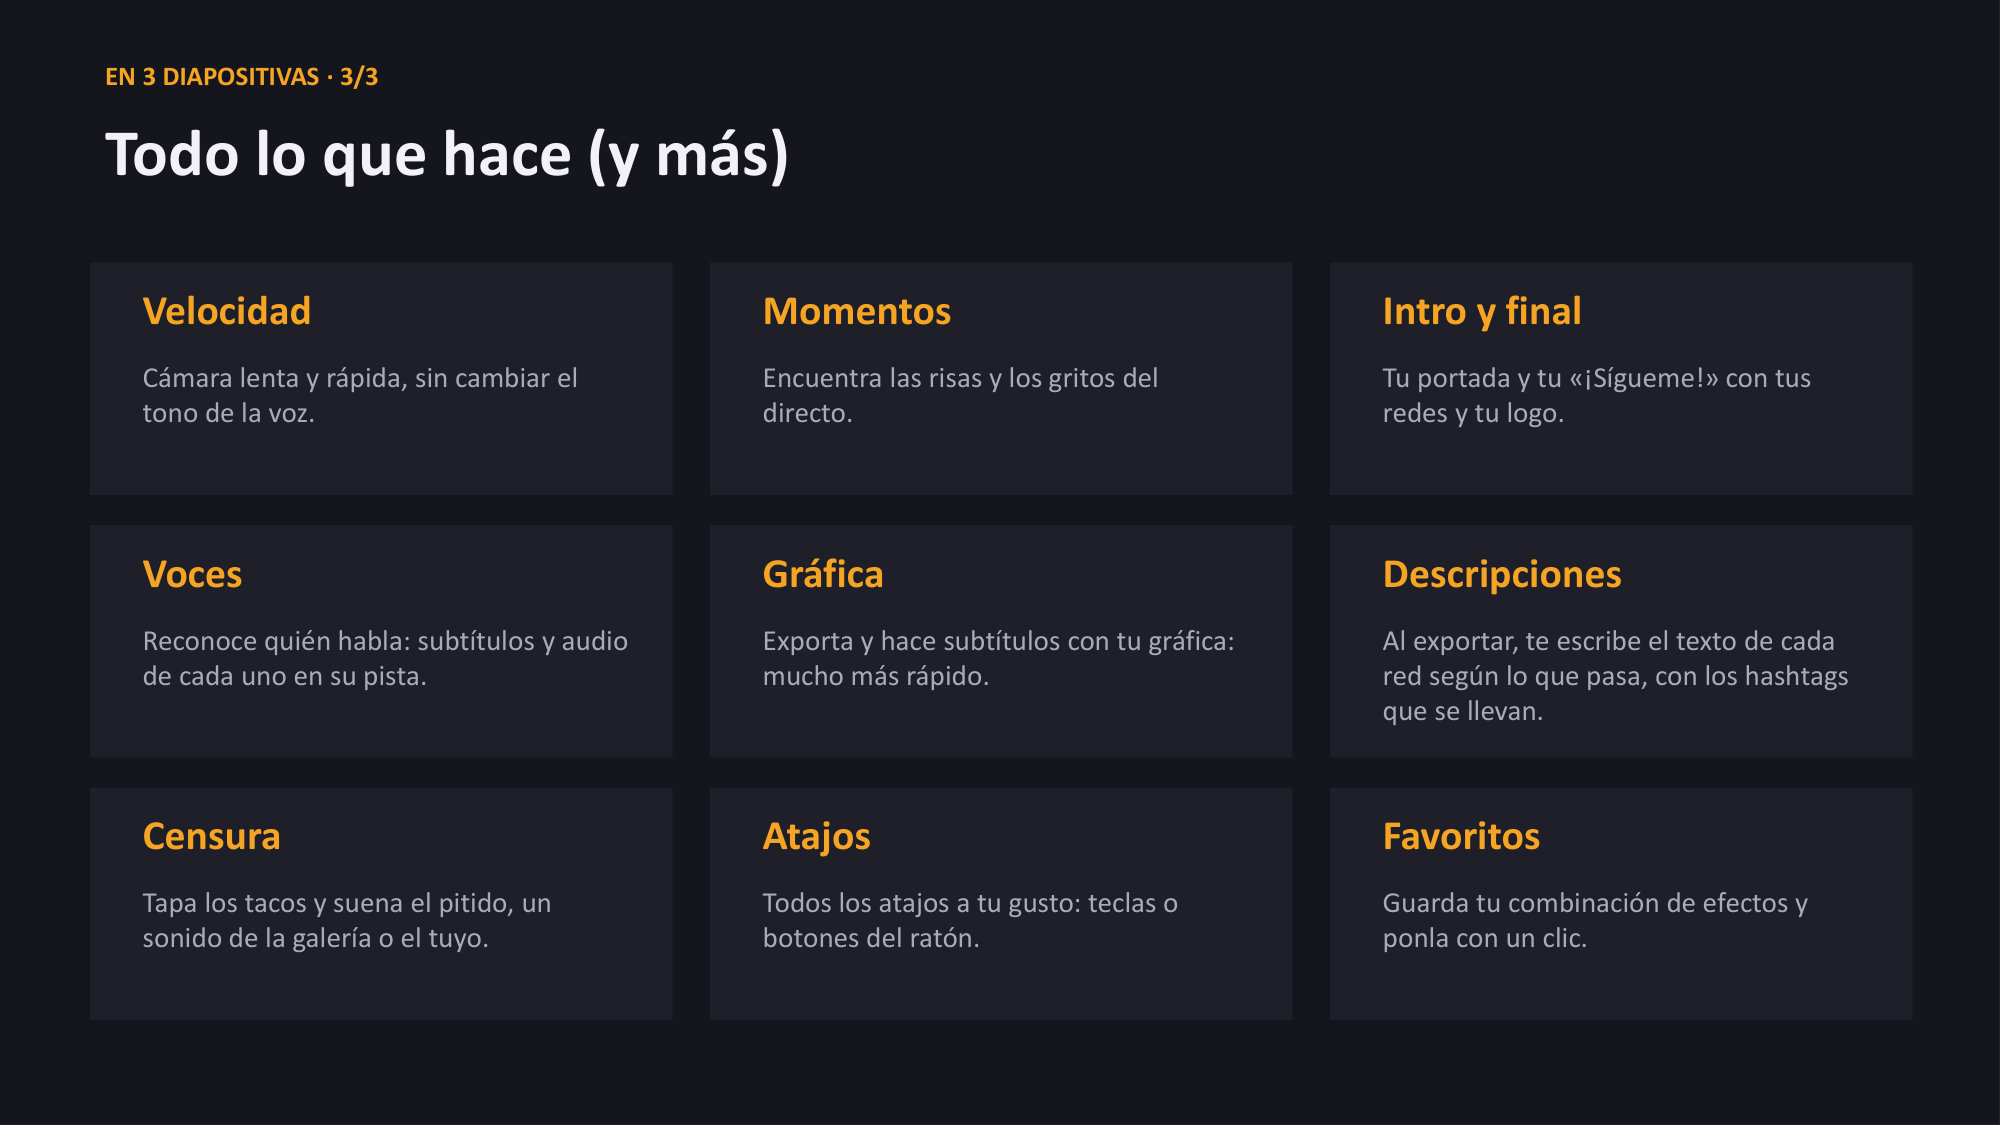 EN 3 DIAPOSITIVAS · 3/3
Todo lo que hace (y más)
Velocidad
Cámara lenta y rápida, sin cambiar el
tono de la voz.
Momentos
Encuentra las risas y los gritos del
directo.
Intro y final
Tu portada y tu «¡Sígueme!» con tus
redes y tu logo.
Voces
Reconoce quién habla: subtítulos y audio
de cada uno en su pista.
Gráfica
Exporta y hace subtítulos con tu gráfica:
mucho más rápido.
Descripciones
Al exportar, te escribe el texto de cada
red según lo que pasa, con los hashtags
que se llevan.
Censura
Tapa los tacos y suena el pitido, un
sonido de la galería o el tuyo.
Atajos
Todos los atajos a tu gusto: teclas o
botones del ratón.
Favoritos
Guarda tu combinación de efectos y
ponla con un clic.